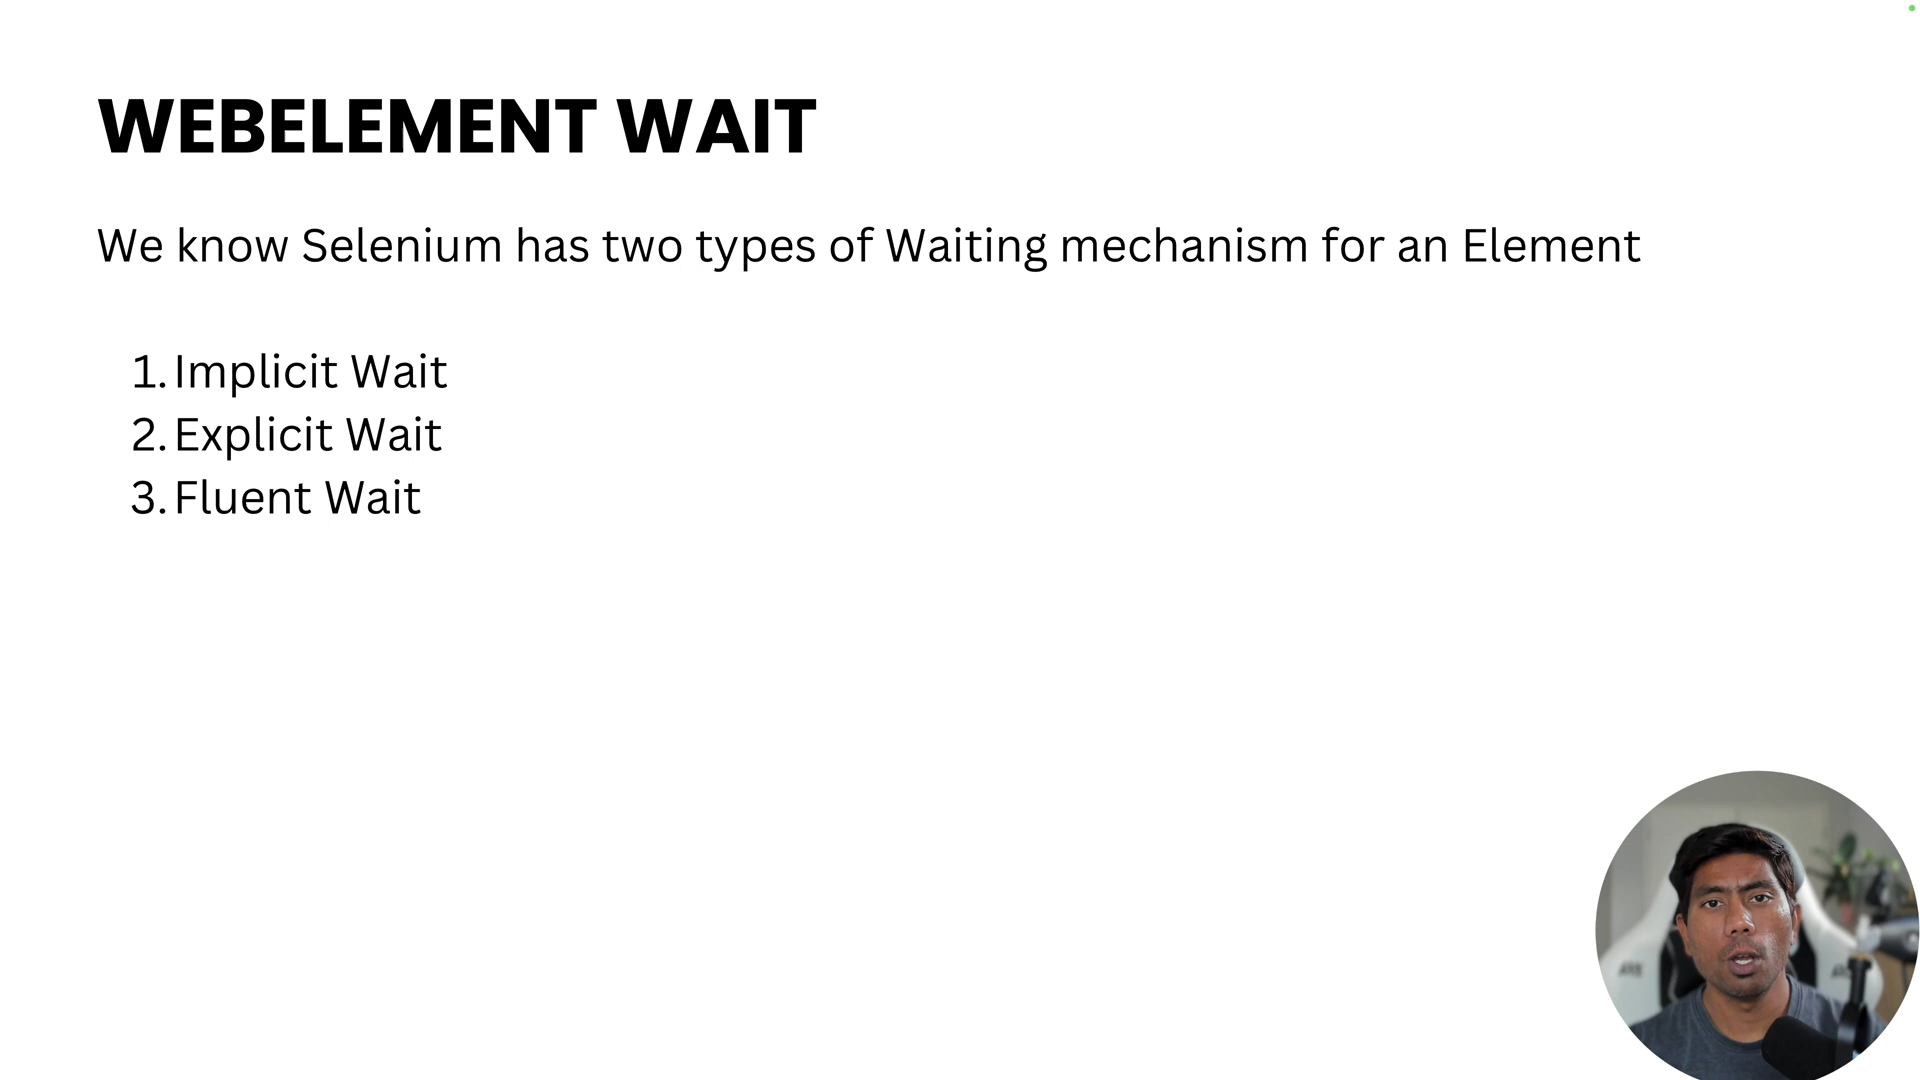 WEBELEMENT WAIT
We know Selenium has two types of Waiting mechanism for an Element
1. Implicit Wait
2. Explicit Wait
3. Fluent Wait